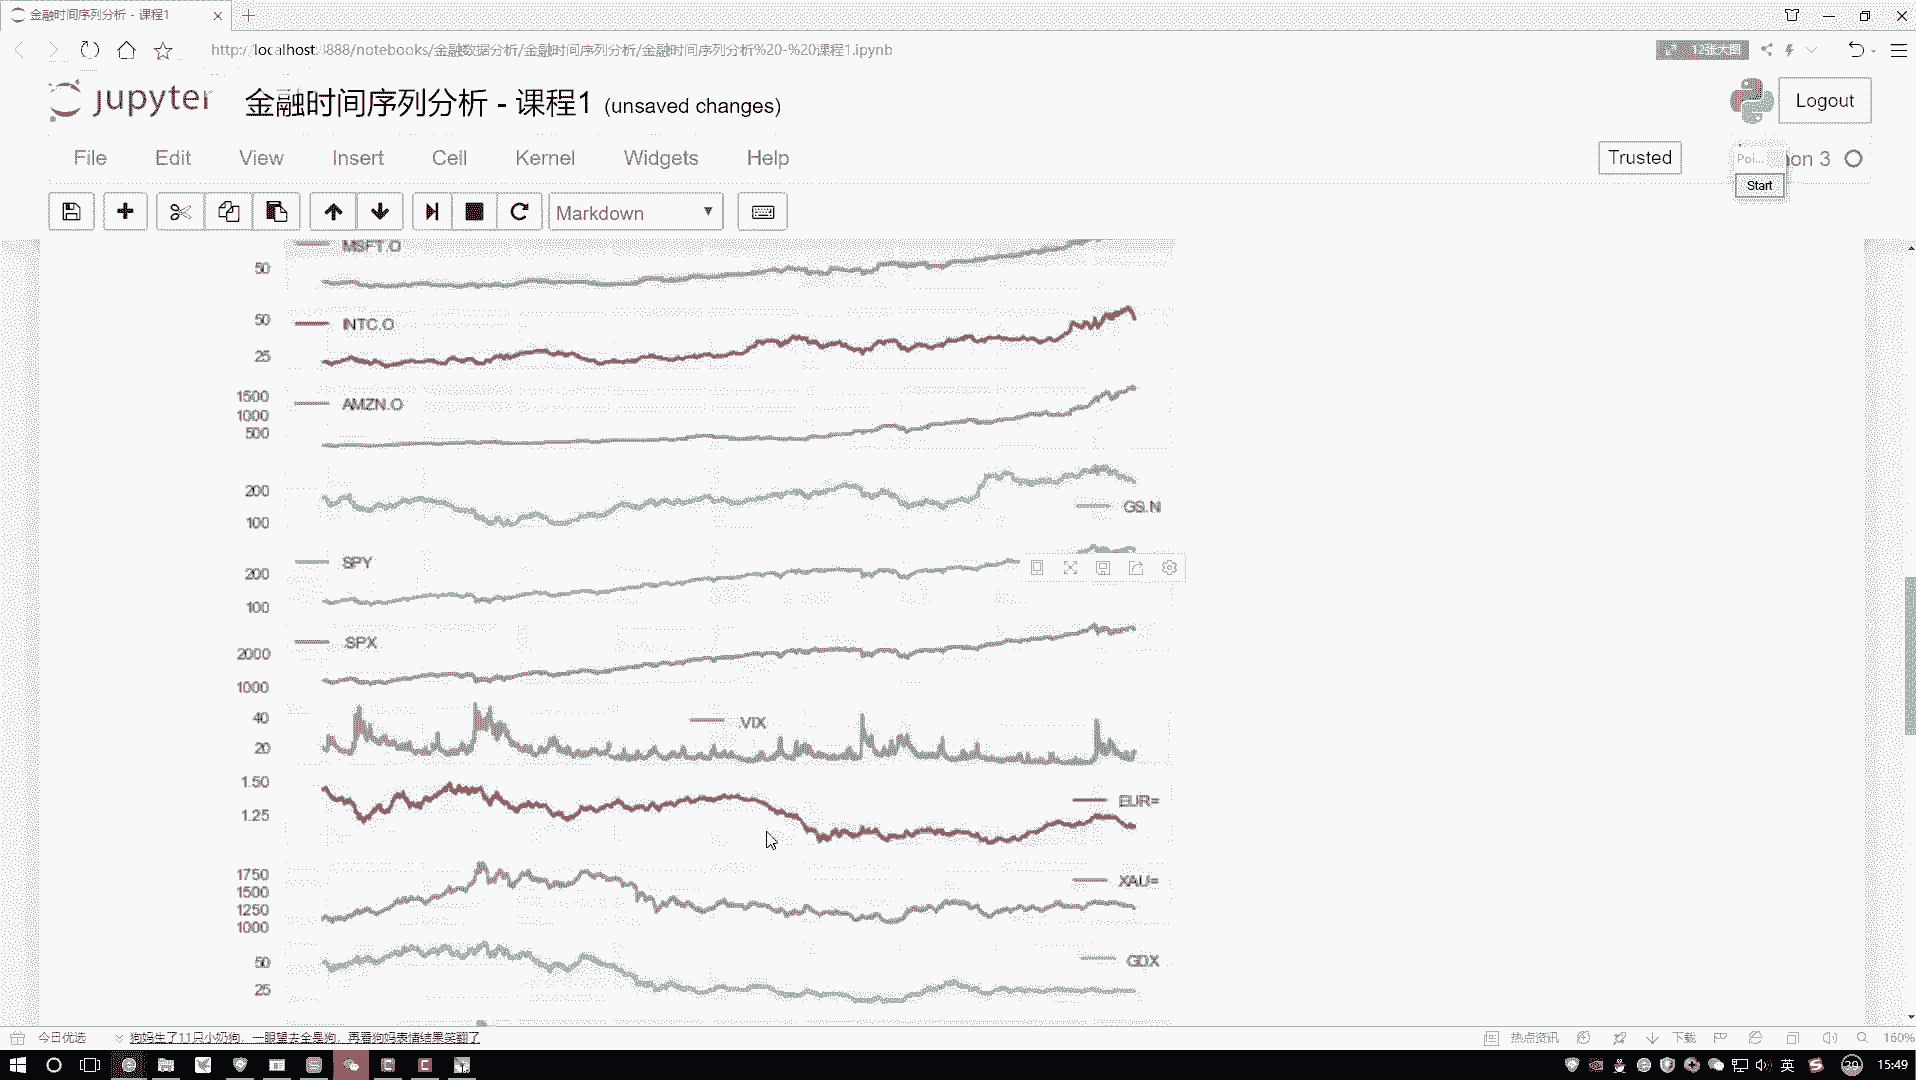 金融时间序列分析 - 课程1
http://localhost:8888/notebooks/金融数据分析/金融时间序列分析/金融时间序列分析%20-%20课程1.ipynb
12张大图
jupyter 金融时间序列分析 - 课程1 (unsaved changes)
Logout
File Edit View Insert Cell Kernel Widgets Help
Trusted
Poi... on 3
Start
Markdown
MSFT.O
50
50
INTC.O
25
1500
AMZN.O
1000
500
200
GS.N
100
SPY
200
100
.SPX
2000
1000
40
.VIX
20
1.50
EUR=
1.25
1750
XAU=
1500
1250
1000
50
GDX
25
今日优选
狗妈生了11只小奶狗，一眼望去全是狗，再看狗妈表情结果笑翻了
热点资讯
下载
160%
英
29
15:49